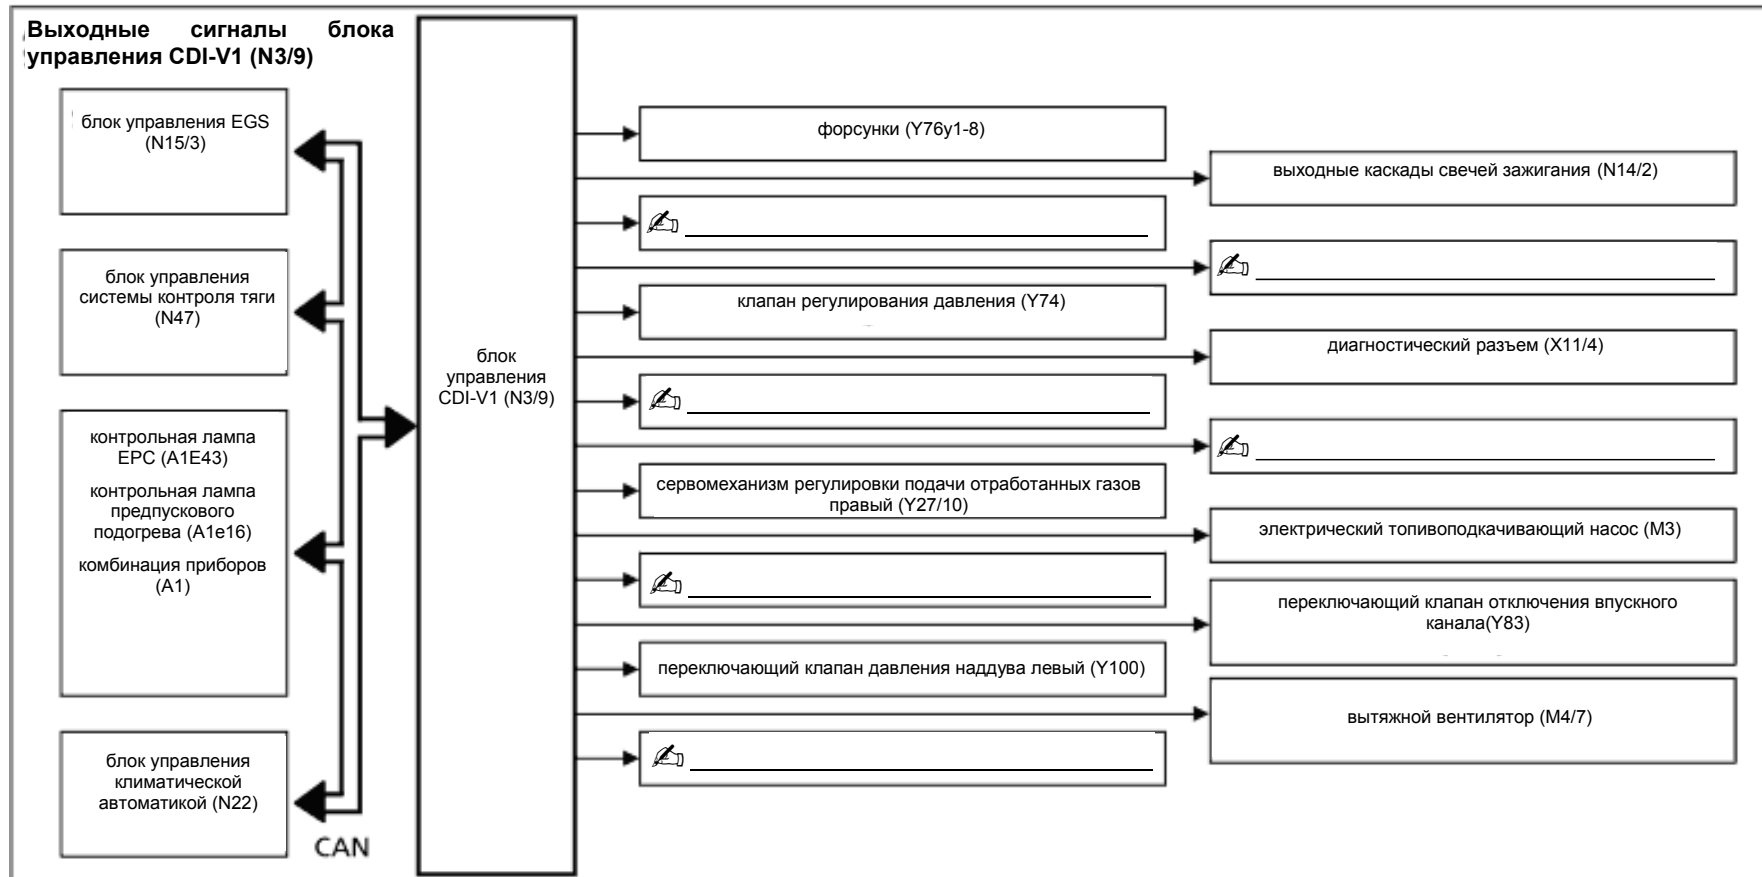 Выходные сигналы блока
управления CDI-V1 (N3/9)
блок управления EGS
(N15/3)
блок управления
системы контроля тяги
(N47)
контрольная лампа
EPC (A1E43)
контрольная лампа
предпускового
подогрева (A1e16)
комбинация приборов
(A1)
блок управления
климатической
автоматикой (N22)
CAN
блок
управления
CDI-V1 (N3/9)
форсунки (Y76y1-8)
выходные каскады свечей зажигания (N14/2)
клапан регулирования давления (Y74)
диагностический разъем (X11/4)
сервомеханизм регулировки подачи отработанных газов
правый (Y27/10)
электрический топивоподкачивающий насос (M3)
переключающий клапан отключения впускного
канала(Y83)
переключающий клапан давления наддува левый (Y100)
вытяжной вентилятор (M4/7)